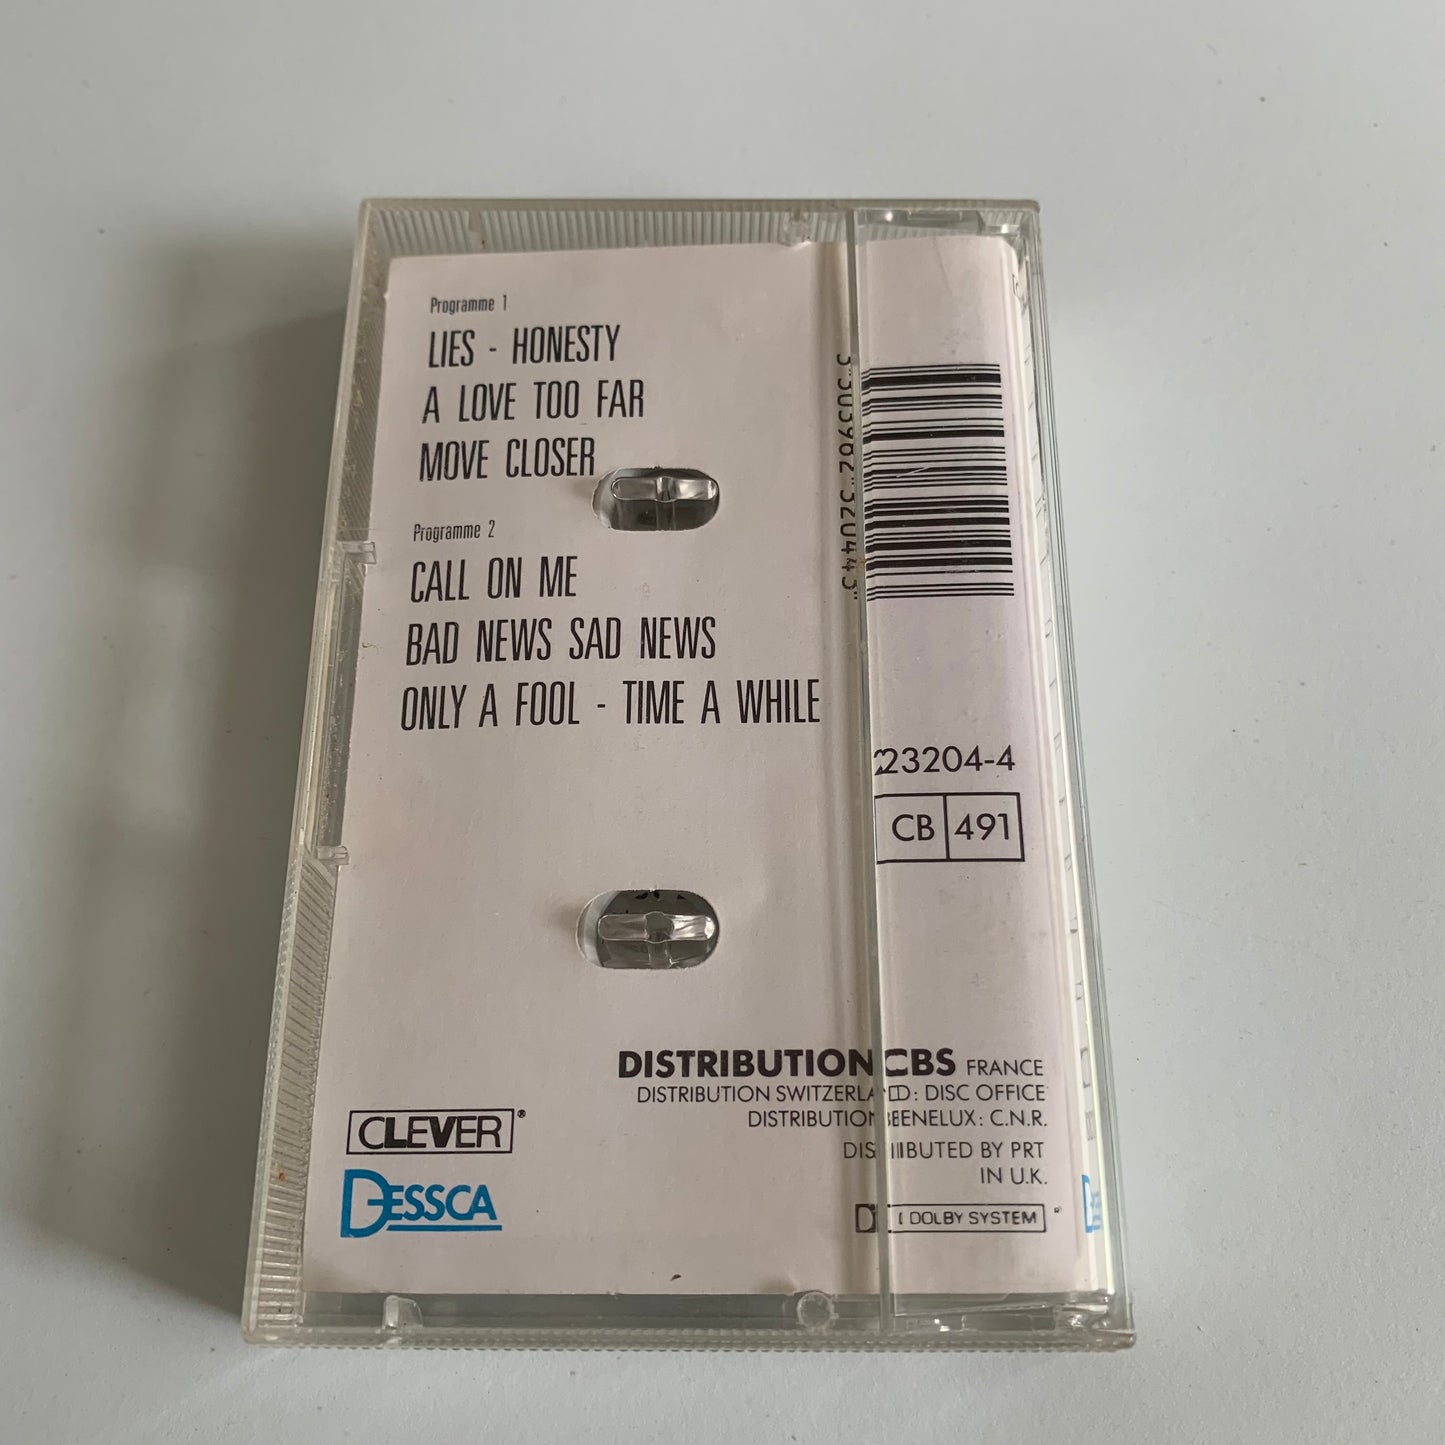 Programme 1
LIES - HONESTY
A LOVE TOO FAR
MOVE CLOSER
Programme 2
CALL ON ME
BAD NEWS SAD NEWS
ONLY A FOOL - TIME A WHILE
223204-4
CB 491
DISTRIBUTION CBS FRANCE
DISTRIBUTION SWITZERLAND: DISC OFFICE
DISTRIBUTION BENELUX: C.N.R.
DISTRIBUTED BY PRT
IN U.K.
DOLBY SYSTEM
CLEVER®
DESSCA